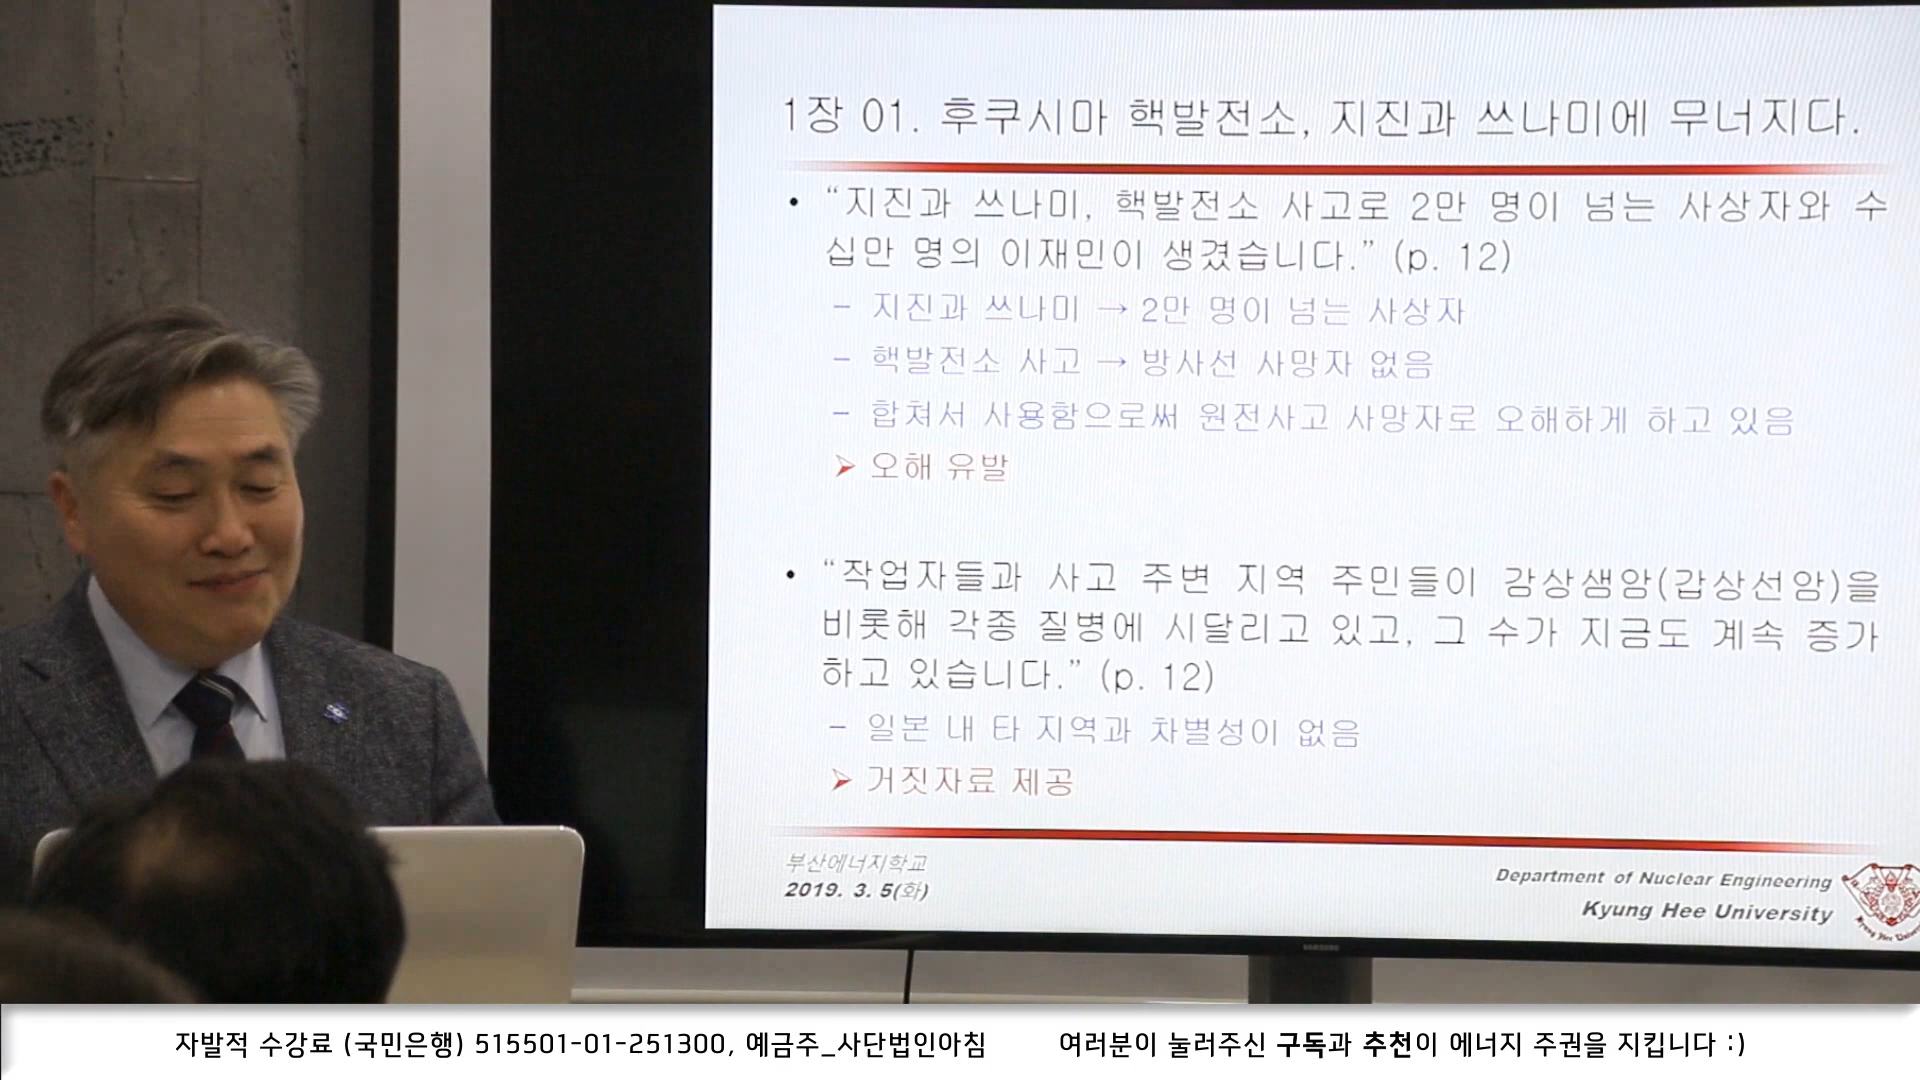 1장 01. 후쿠시마 핵발전소, 지진과 쓰나미에 무너지다.
• “지진과 쓰나미, 핵발전소 사고로 2만 명이 넘는 사상자와 수
십만 명의 이재민이 생겼습니다.” (p. 12)
– 지진과 쓰나미 → 2만 명이 넘는 사상자
– 핵발전소 사고 → 방사선 사망자 없음
– 합쳐서 사용함으로써 원전사고 사망자로 오해하게 하고 있음
➢ 오해 유발
• “작업자들과 사고 주변 지역 주민들이 감상샘암(갑상선암)을
비롯해 각종 질병에 시달리고 있고, 그 수가 지금도 계속 증가
하고 있습니다.” (p. 12)
– 일본 내 타 지역과 차별성이 없음
➢ 거짓자료 제공
부산에너지학교
2019. 3. 5(화)
Department of Nuclear Engineering
Kyung Hee University
SAMSUNG
자발적 수강료 (국민은행) 515501-01-251300, 예금주_사단법인아침
여러분이 눌러주신 구독과 추천이 에너지 주권을 지킵니다 :)